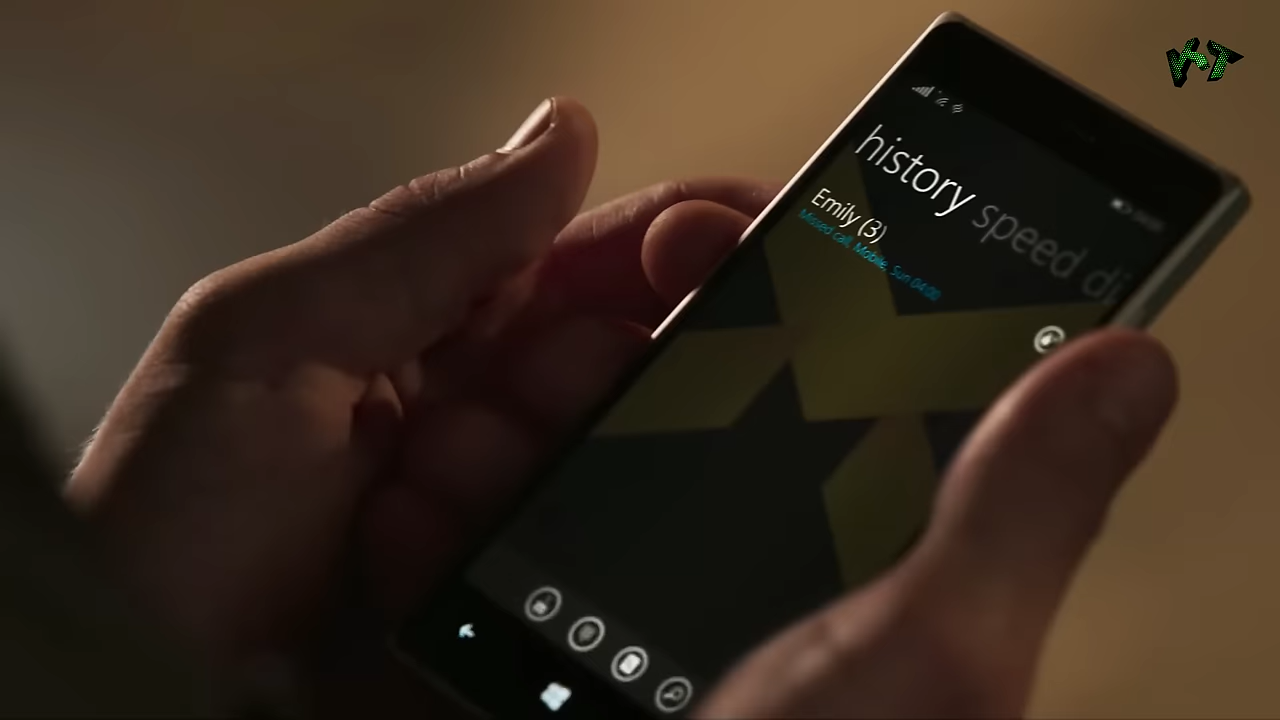 history speed di
Emily (3)
Missed call, Mobile, Sun 04:00